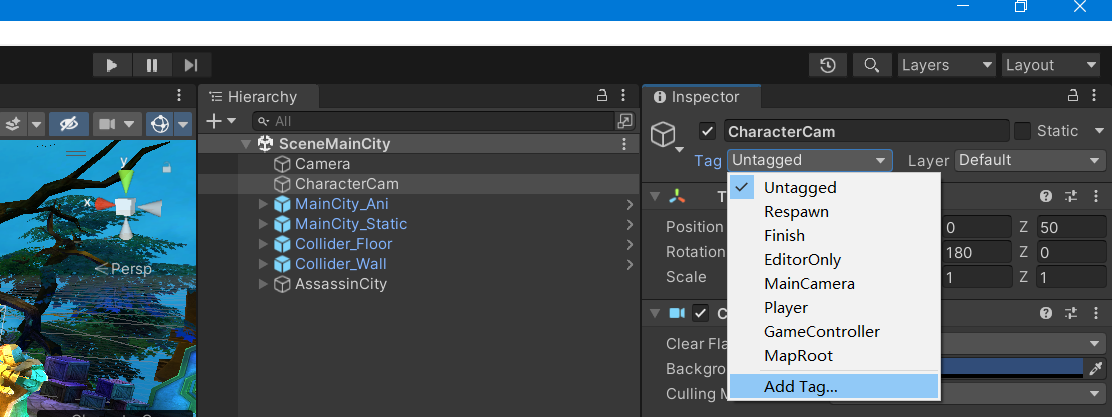 Layers
Layout
Hierarchy
Inspector
All
CharacterCam
Static
SceneMainCity
Tag
Untagged
Layer
Default
Camera
CharacterCam
MainCity_Ani
MainCity_Static
Collider_Floor
Collider_Wall
AssassinCity
y
x
Persp
Untagged
Respawn
Finish
EditorOnly
MainCamera
Player
GameController
MapRoot
Add Tag...
T
Position
0
Z
50
Rotation
180
Z
0
Scale
1
Z
1
C
Clear Fla
Backgro
Culling M